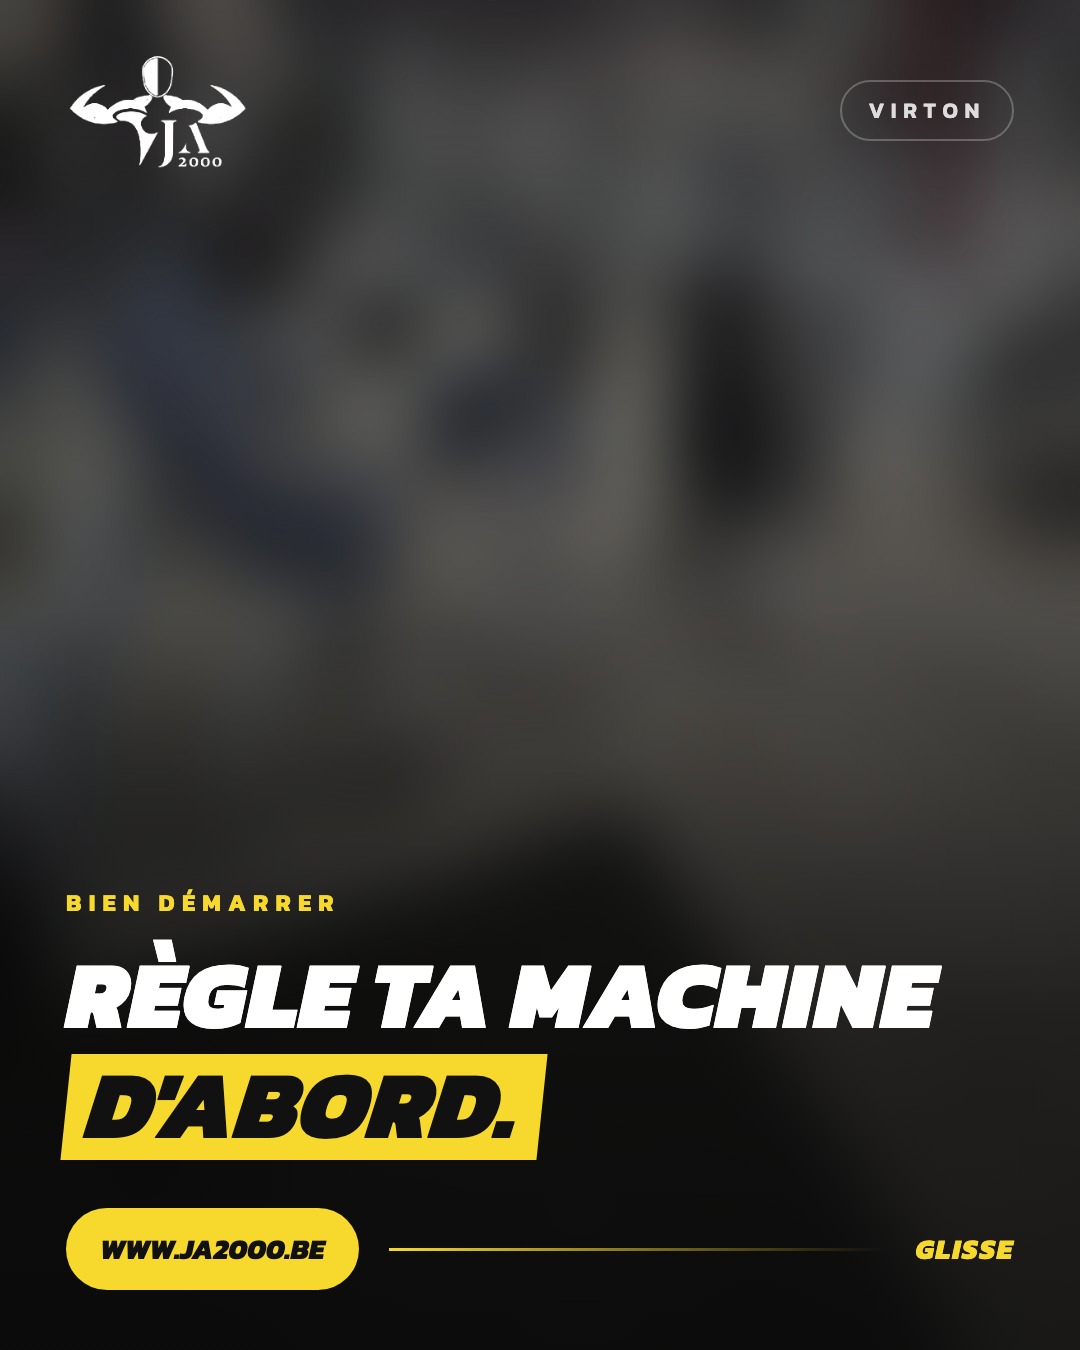 JA
2000
VIRTON
BIEN DÉMARRER
RÈGLE TA MACHINE
D'ABORD.
WWW.JA2000.BE
GLISSE